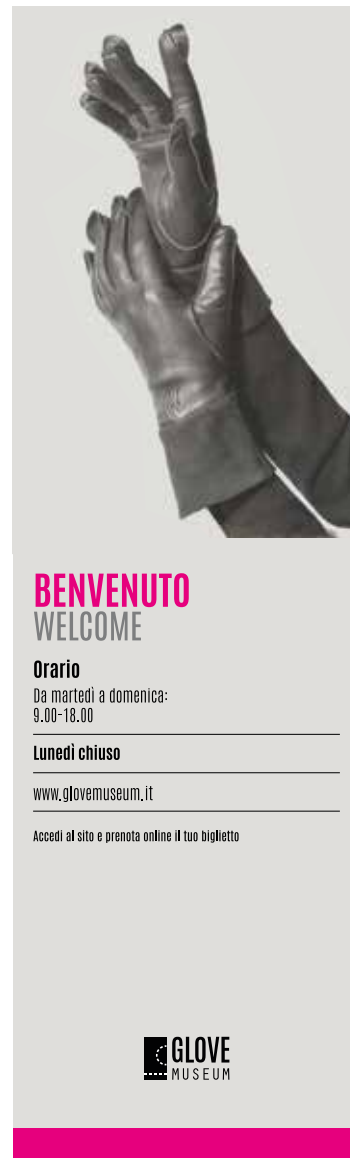 BENVENUTO
WELCOME
Orario
Da martedì a domenica:
9.00-18.00
Lunedì chiuso
www.glovemuseum.it
Accedi al sito e prenota online il tuo biglietto
GLOVE
MUSEUM